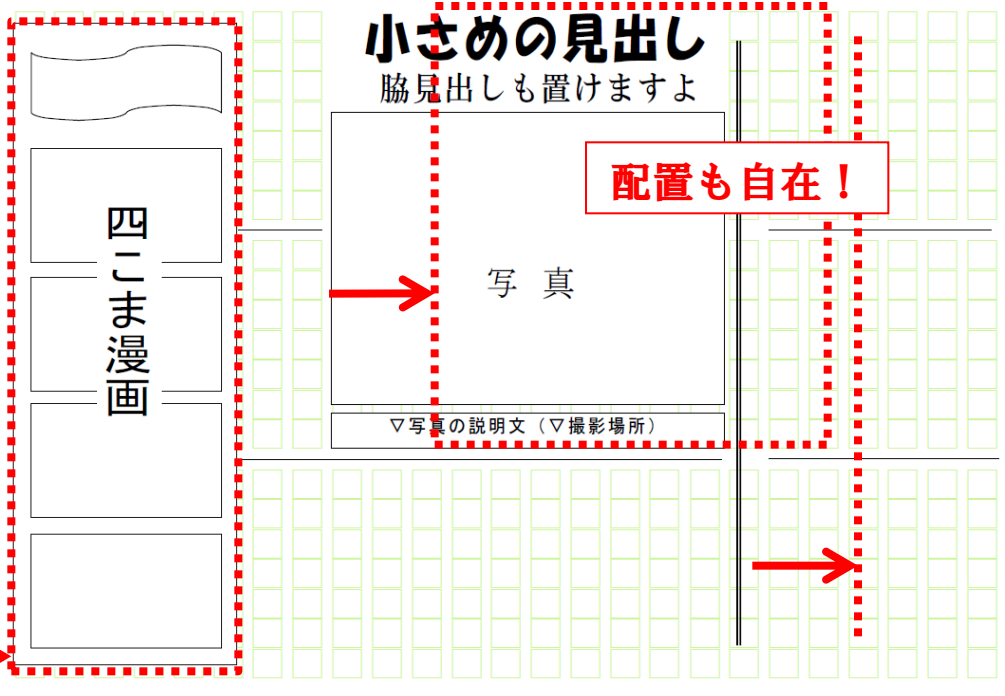 小さめの見出し
脇見出しも置けますよ
配置も自在！
写真
▽写真の説明文（▽撮影場所）
四こま漫画